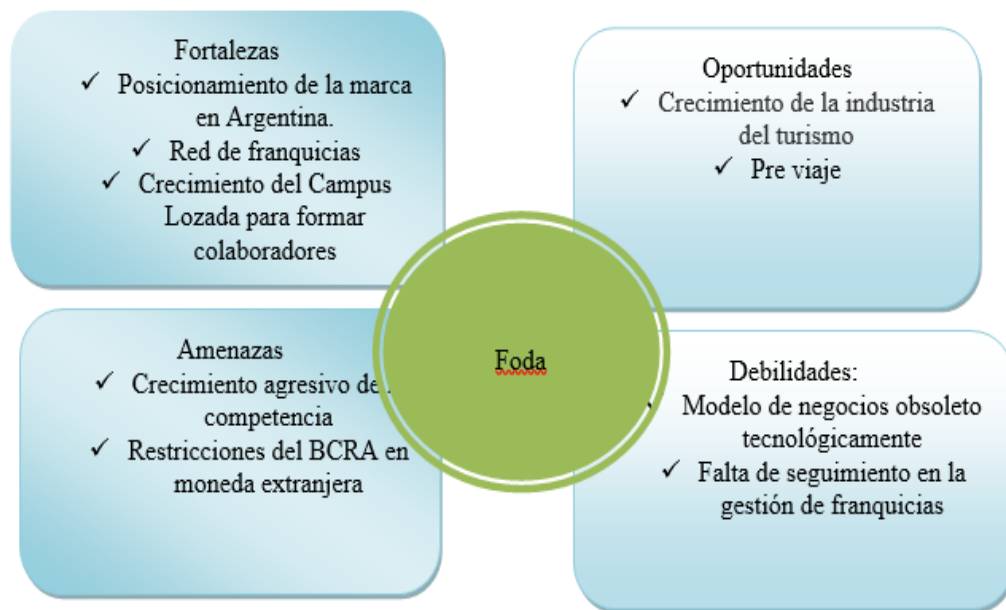 Fortalezas
✓ Posicionamiento de la marca
en Argentina.
✓ Red de franquicias
✓ Crecimiento del Campus
Lozada para formar
colaboradores
Oportunidades
✓ Crecimiento de la industria
del turismo
✓ Pre viaje
Amenazas
✓ Crecimiento agresivo de
competencia
✓ Restricciones del BCRA en
moneda extranjera
Foda
Debilidades:
✓ Modelo de negocios obsoleto
tecnológicamente
✓ Falta de seguimiento en la
gestión de franquicias